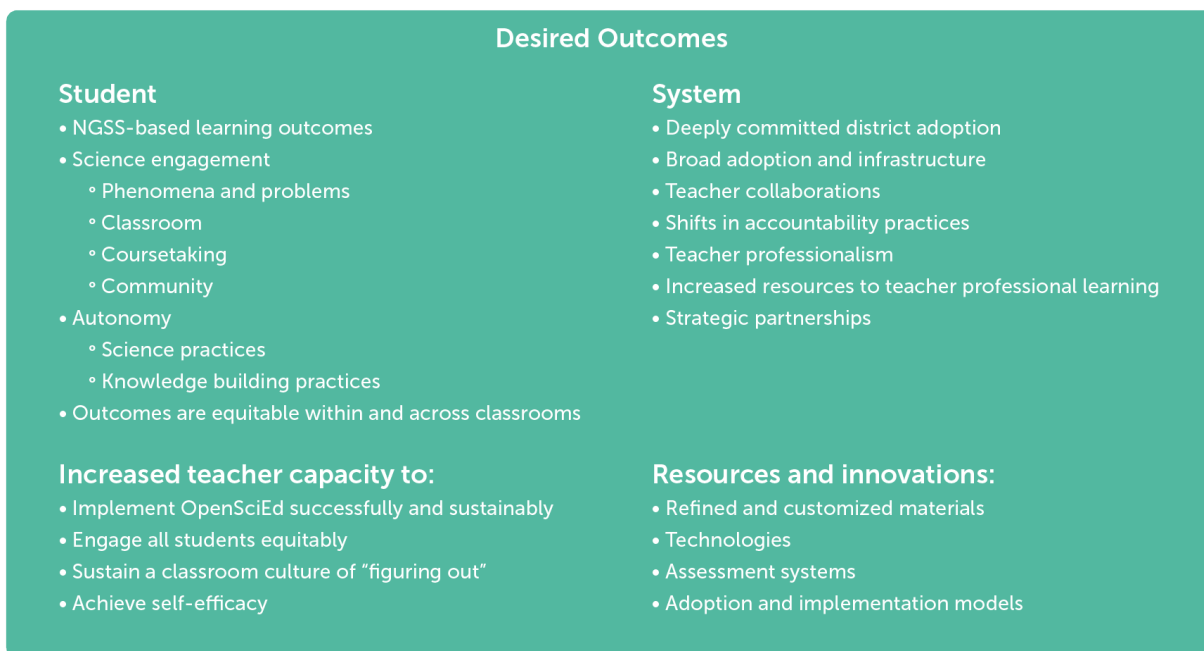 Desired Outcomes
Student
• NGSS-based learning outcomes
• Science engagement
° Phenomena and problems
° Classroom
° Coursetaking
° Community
• Autonomy
° Science practices
° Knowledge building practices
• Outcomes are equitable within and across classrooms
System
• Deeply committed district adoption
• Broad adoption and infrastructure
• Teacher collaborations
• Shifts in accountability practices
• Teacher professionalism
• Increased resources to teacher professional learning
• Strategic partnerships
Increased teacher capacity to:
• Implement OpenSciEd successfully and sustainably
• Engage all students equitably
• Sustain a classroom culture of “figuring out”
• Achieve self-efficacy
Resources and innovations:
• Refined and customized materials
• Technologies
• Assessment systems
• Adoption and implementation models